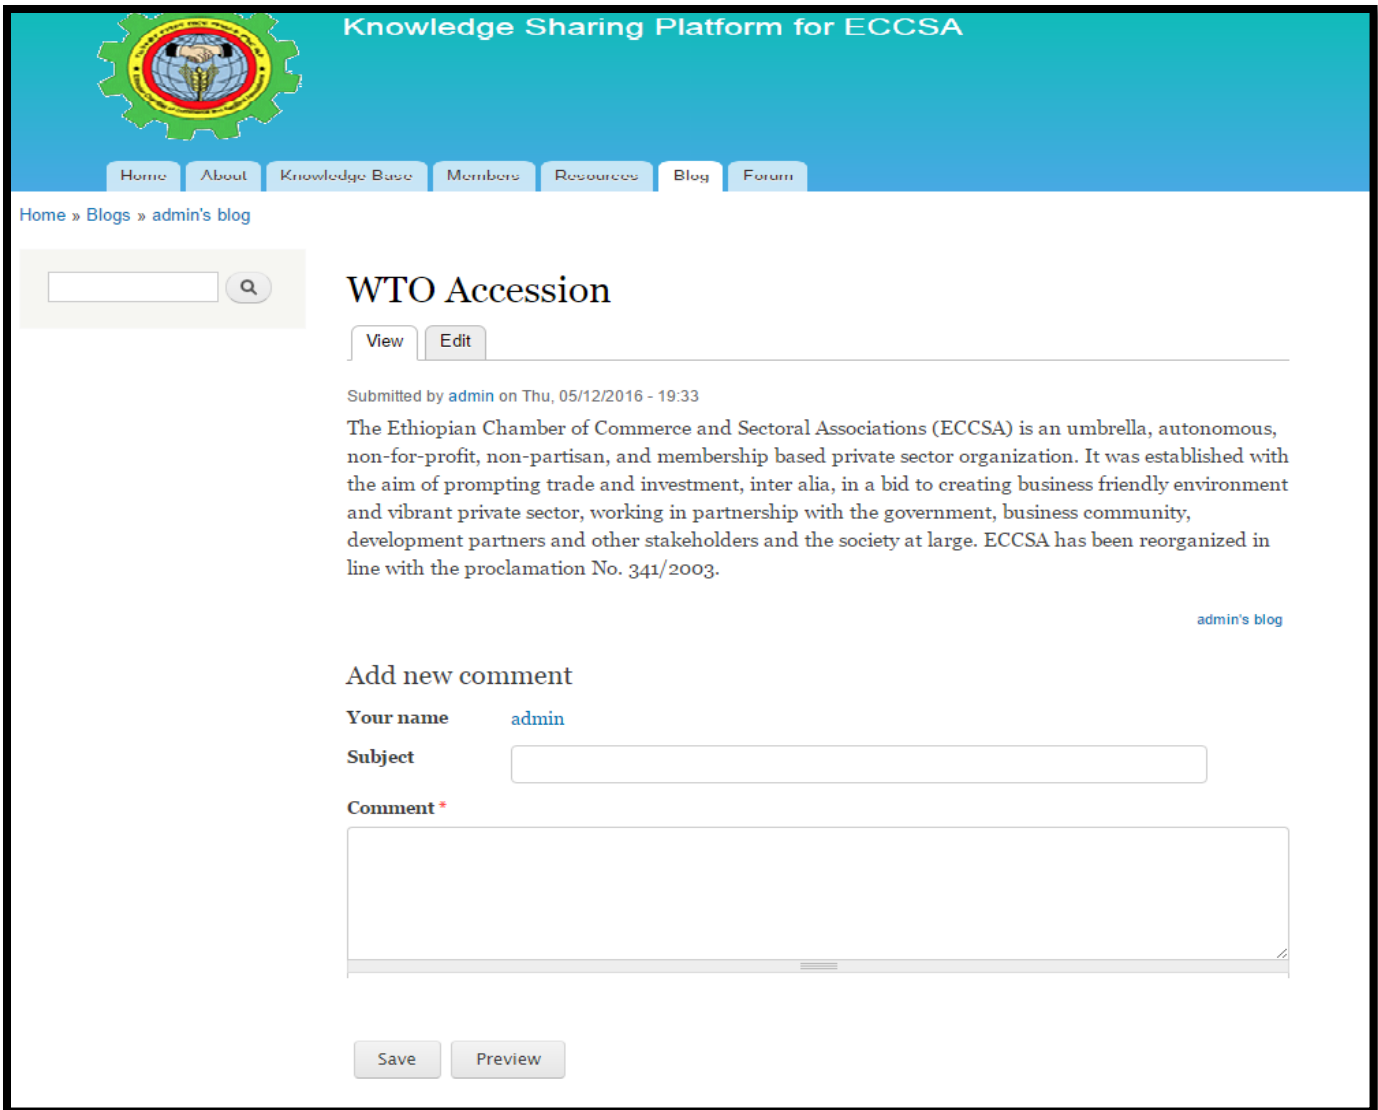 Knowledge Sharing Platform for ECCSA
Home About Knowledge Base Members Resources Blog Forum
Home » Blogs » admin's blog
WTO Accession
View Edit
Submitted by admin on Thu, 05/12/2016 - 19:33
The Ethiopian Chamber of Commerce and Sectoral Associations (ECCSA) is an umbrella, autonomous,
non-for-profit, non-partisan, and membership based private sector organization. It was established with
the aim of prompting trade and investment, inter alia, in a bid to creating business friendly environment
and vibrant private sector, working in partnership with the government, business community,
development partners and other stakeholders and the society at large. ECCSA has been reorganized in
line with the proclamation No. 341/2003.
admin's blog
Add new comment
Your name admin
Subject
Comment *
Save Preview